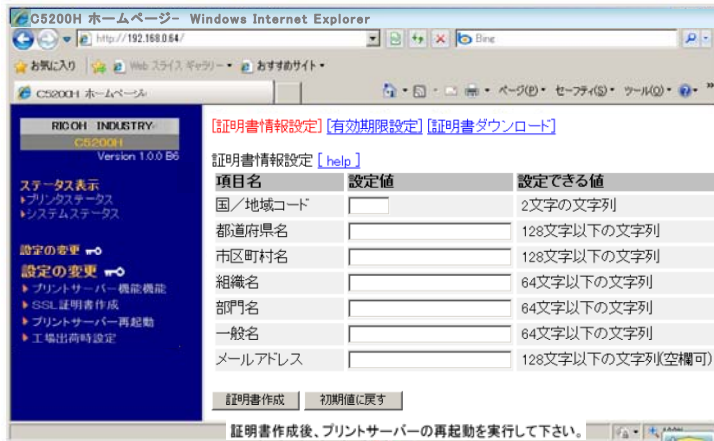 C5200H ホームページ- Windows Internet Explorer
http://192.168.0.64/
Bing
お気に入り Web スライス ギャラリー おすすめサイト
C5200H ホームページ
ページ(P) セーフティ(S) ツール(O)
RICOH INDUSTRY
C5200H
Version 1.0.0 B6
ステータス表示
プリンタステータス
システムステータス
設定の変更
設定の変更
プリントサーバー機能機能
SSL証明書作成
プリントサーバー再起動
工場出荷時設定
[証明書情報設定] [有効期限設定] [証明書ダウンロード]
証明書情報設定 [ help ]
項目名 設定値 設定できる値
国/地域コード 2文字の文字列
都道府県名 128文字以下の文字列
市区町村名 128文字以下の文字列
組織名 64文字以下の文字列
部門名 64文字以下の文字列
一般名 64文字以下の文字列
メールアドレス 128文字以下の文字列(空欄可)
証明書作成 初期値に戻す
証明書作成後、プリントサーバーの再起動を実行して下さい。